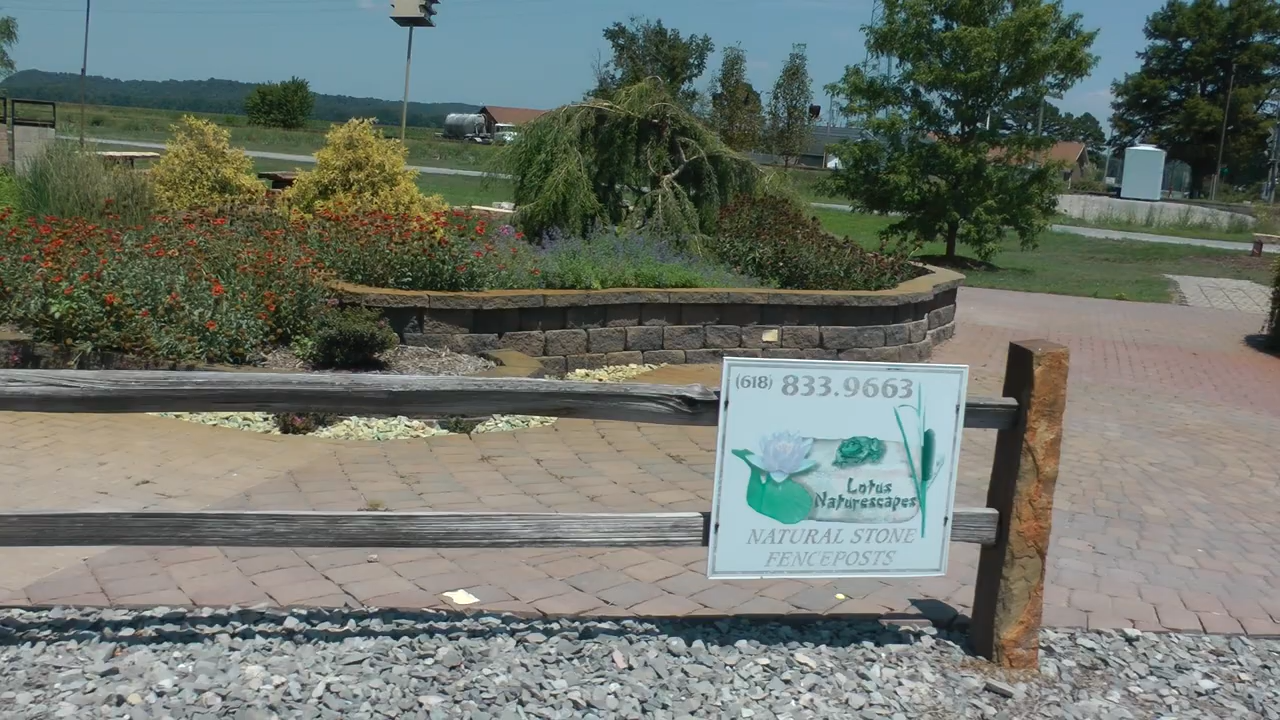 (618) 833.9663
Lotus
Naturescapes
NATURAL STONE
FENCEPOSTS